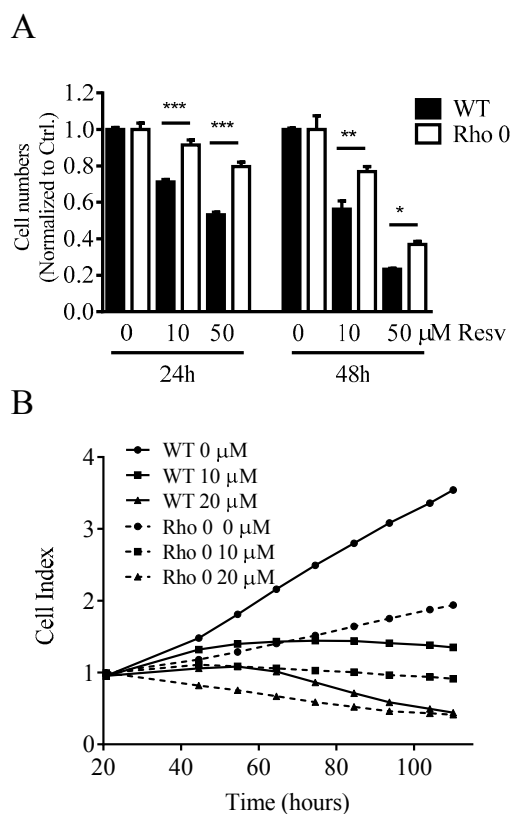 A
Cell numbers
(Normalized to Ctrl.)
1.2
1.0
0.8
0.6
0.4
0.2
0.0
***
***
**
*
WT
Rho 0
0 10 50 0 10 50 μM Resv
24h 48h
B
Cell Index
4
3
2
1
0
WT 0 μM
WT 10 μM
WT 20 μM
Rho 0 0 μM
Rho 0 10 μM
Rho 0 20 μM
20 40 60 80 100
Time (hours)